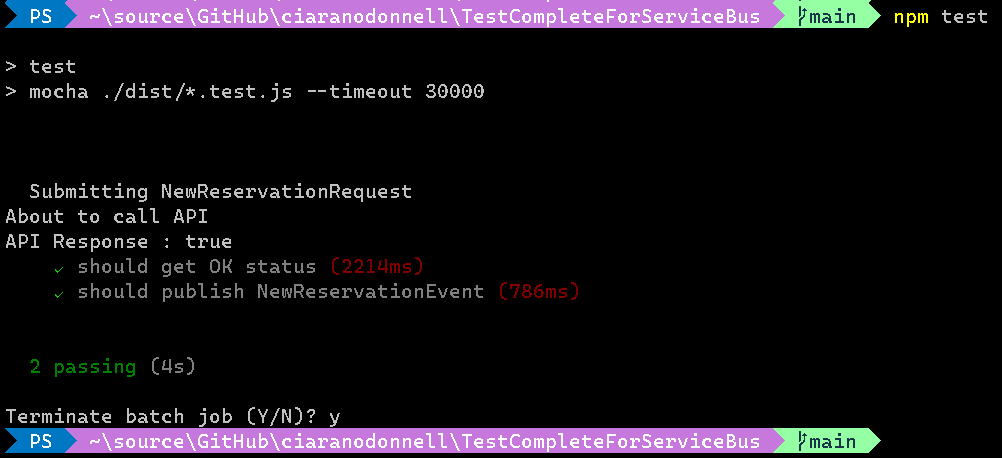 PS ~\source\GitHub\ciaranodonnell\TestCompleteForServiceBus main npm test
> test
> mocha ./dist/*.test.js --timeout 30000
Submitting NewReservationRequest
About to call API
API Response : true
✓ should get OK status (2214ms)
✓ should publish NewReservationEvent (786ms)
2 passing (4s)
Terminate batch job (Y/N)? y
PS ~\source\GitHub\ciaranodonnell\TestCompleteForServiceBus main